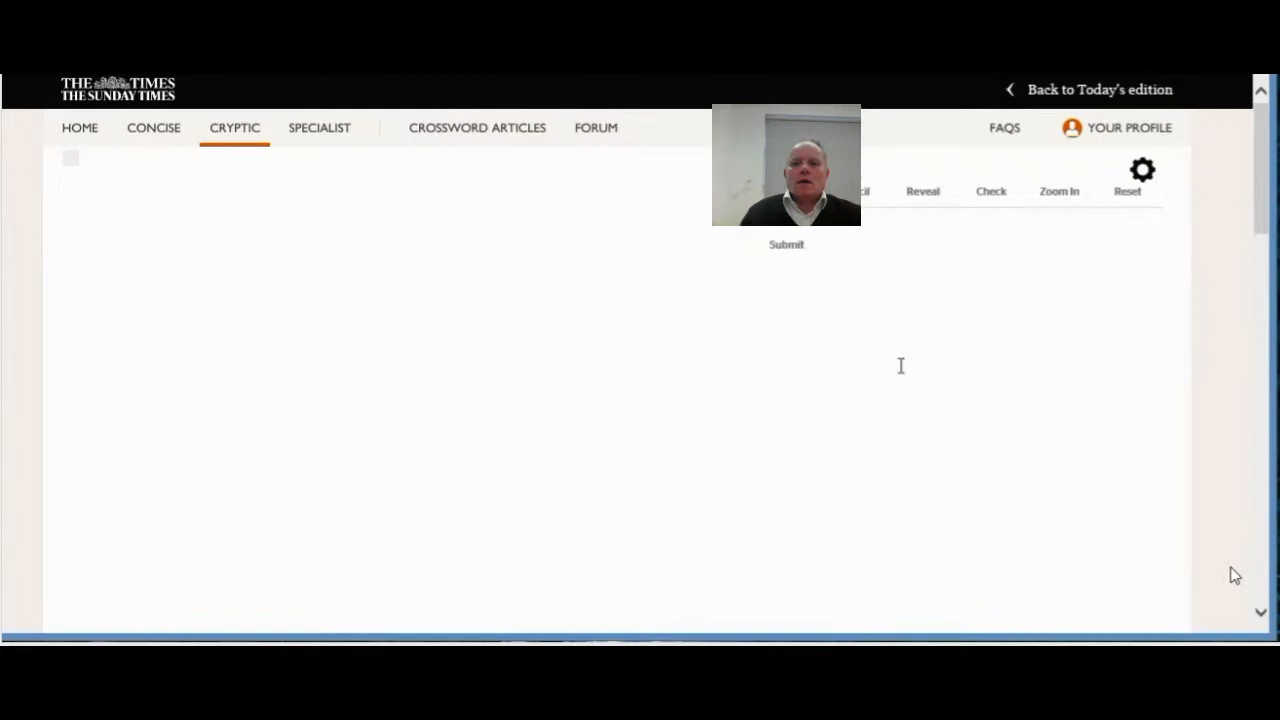 THE TIMES
THE SUNDAY TIMES
Back to Today's edition
HOME CONCISE CRYPTIC SPECIALIST CROSSWORD ARTICLES FORUM FAQS YOUR PROFILE
Reveal Check Zoom In Reset
Submit